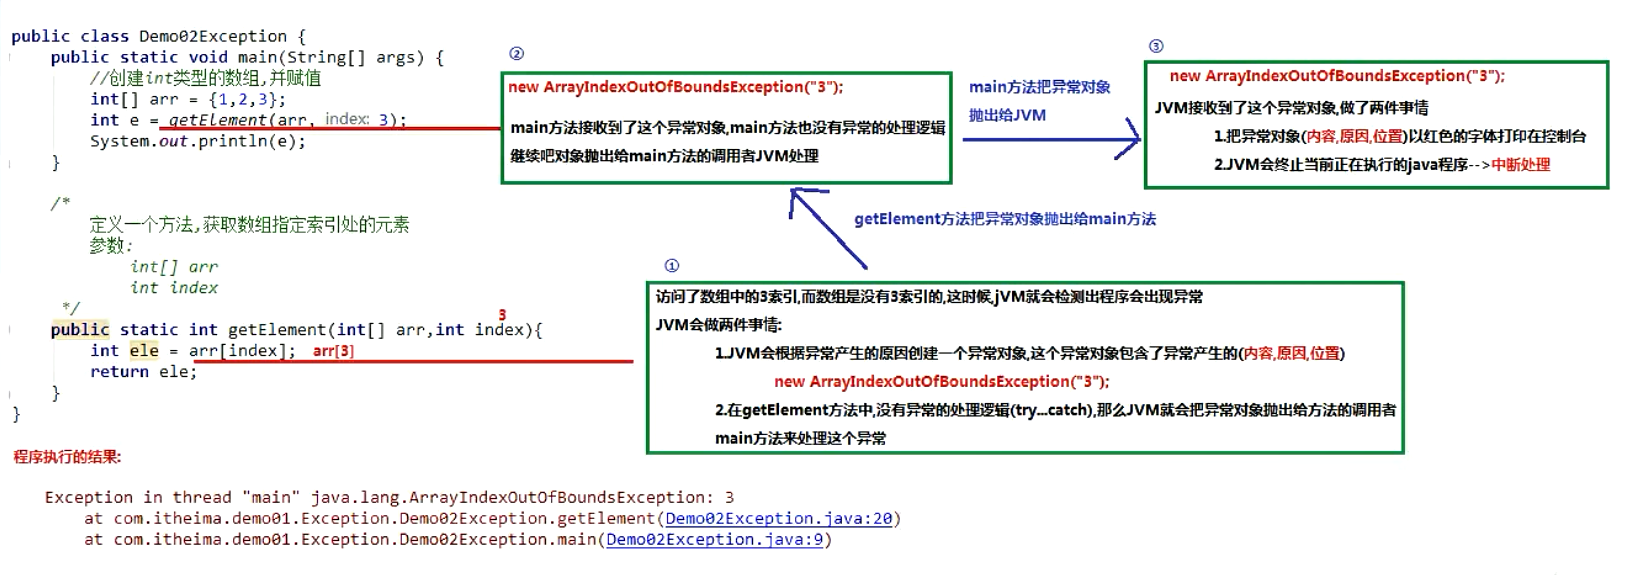 public class Demo02Exception {
public static void main(String[] args) {
//创建int类型的数组,并赋值
int[] arr = {1,2,3};
int e = getElement(arr, index: 3);
System.out.println(e);
}
/*
定义一个方法,获取数组指定索引处的元素
参数:
int[] arr
int index
*/
3
public static int getElement(int[] arr,int index){
int ele = arr[index]; arr[3]
return ele;
}
}
①
访问了数组中的3索引,而数组是没有3索引的,这时候,jVM就会检测出程序会出现异常
JVM会做两件事情:
1.JVM会根据异常产生的原因创建一个异常对象,这个异常对象包含了异常产生的(内容,原因,位置)
new ArrayIndexOutOfBoundsException("3");
2.在getElement方法中,没有异常的处理逻辑(try...catch),那么JVM就会把异常对象抛出给方法的调用者
main方法来处理这个异常
getElement方法把异常对象抛出给main方法
②
new ArrayIndexOutOfBoundsException("3");
main方法接收到了这个异常对象,main方法也没有异常的处理逻辑
继续吧对象抛出给main方法的调用者JVM处理
main方法把异常对象
抛出给JVM
③
new ArrayIndexOutOfBoundsException("3");
JVM接收到了这个异常对象,做了两件事情
1.把异常对象(内容,原因,位置)以红色的字体打印在控制台
2.JVM会终止当前正在执行的java程序-->中断处理
程序执行的结果:
Exception in thread "main" java.lang.ArrayIndexOutOfBoundsException: 3
at com.itheima.demo01.Exception.Demo02Exception.getElement(Demo02Exception.java:20)
at com.itheima.demo01.Exception.Demo02Exception.main(Demo02Exception.java:9)